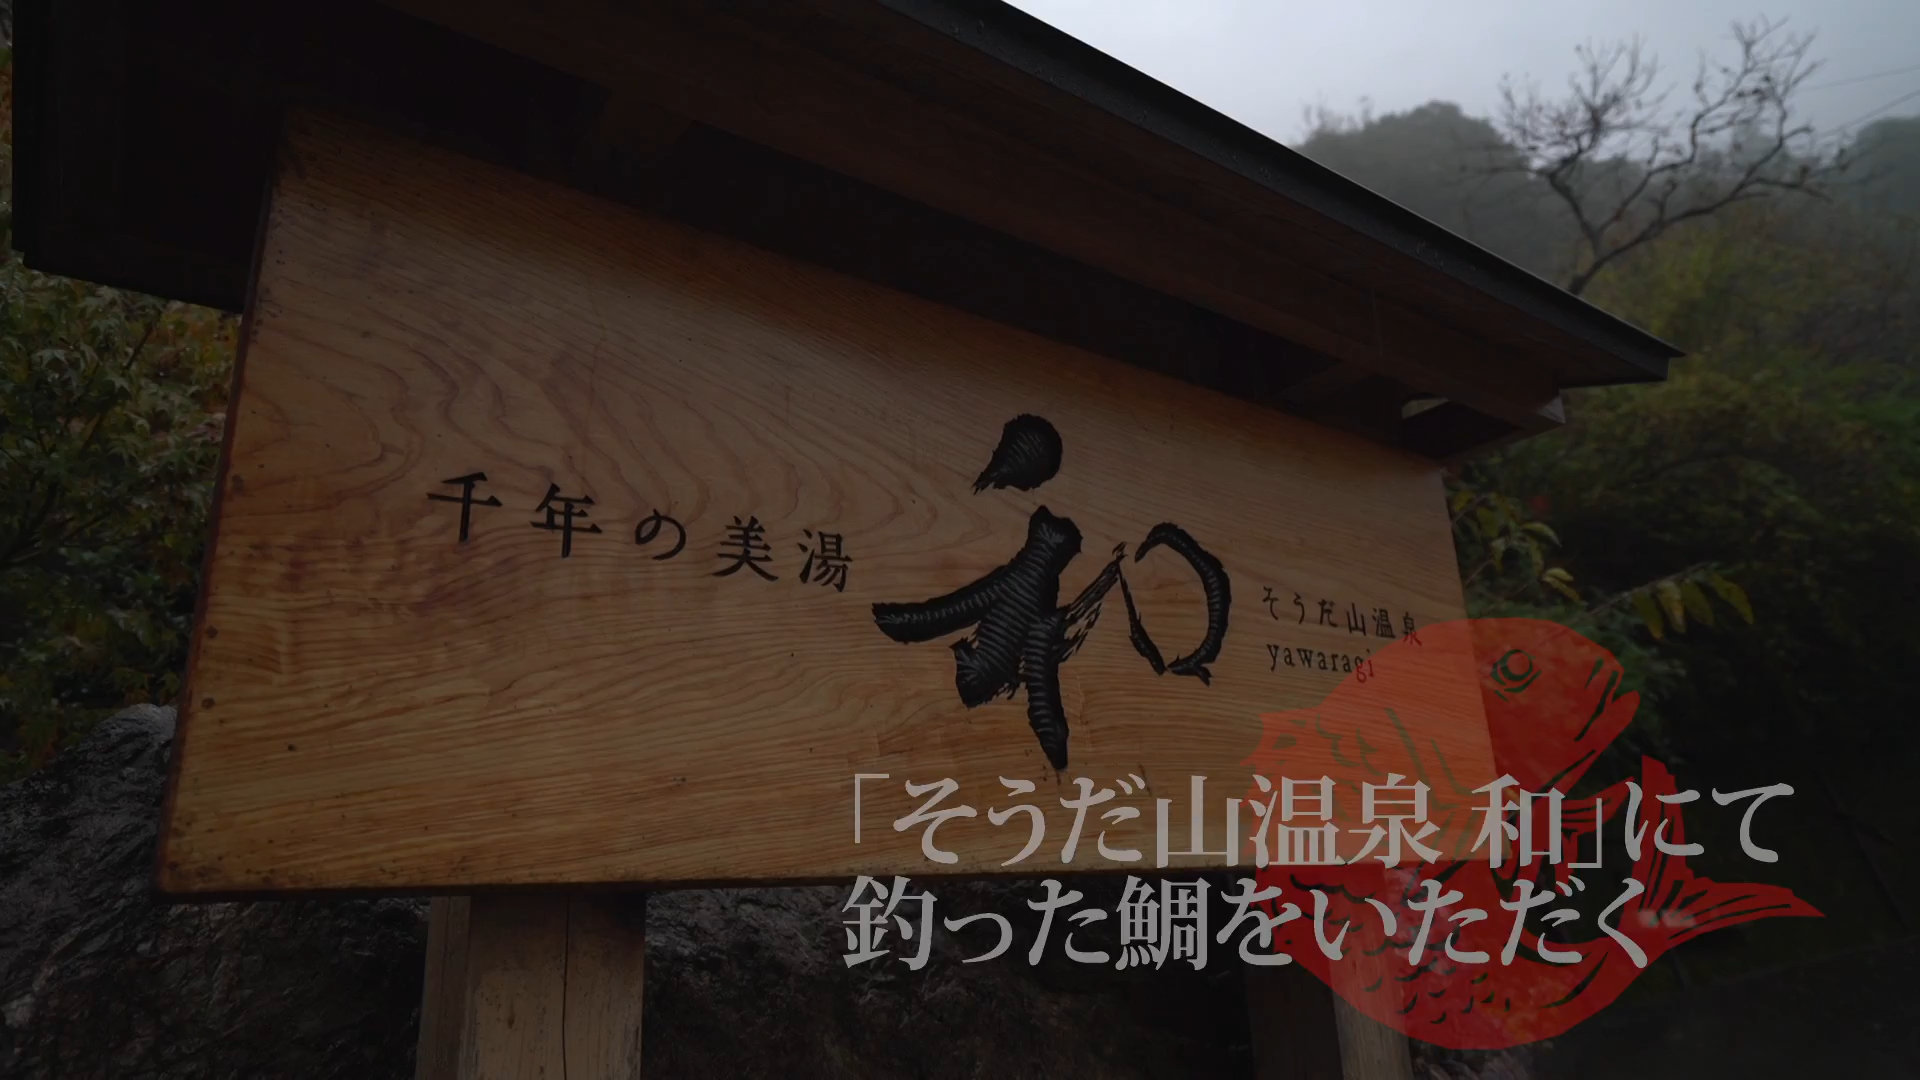 千年の美湯
和
そうだ山温泉
yawaragi
「そうだ山温泉 和」にて
釣った鯛をいただく